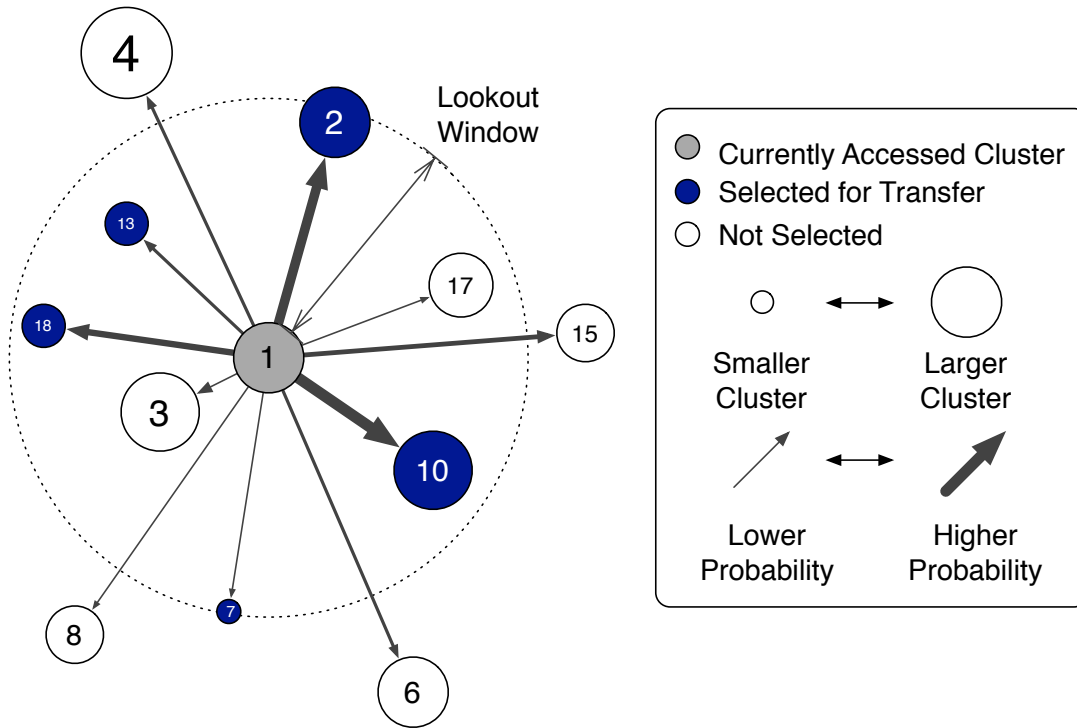 4
2
Lookout
Window
13
17
18
1
15
3
10
7
8
6
Currently Accessed Cluster
Selected for Transfer
Not Selected
Smaller
Cluster
Larger
Cluster
Lower
Probability
Higher
Probability